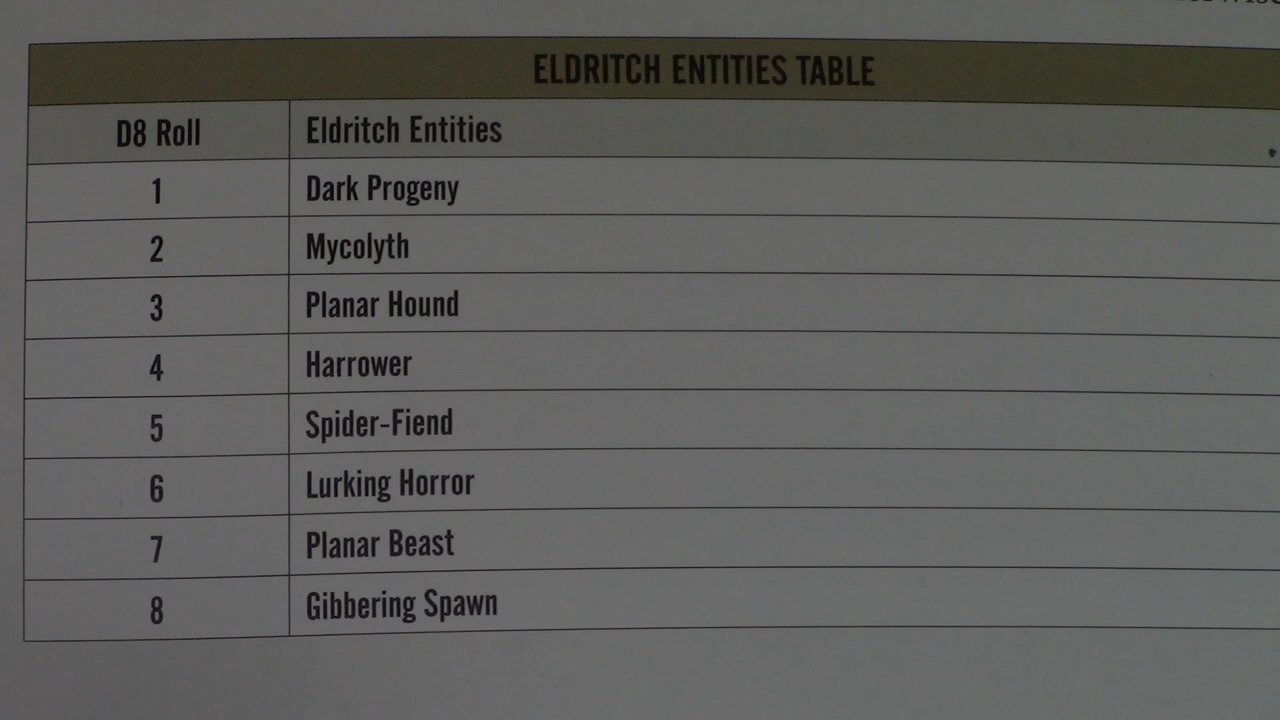 ELDRITCH ENTITIES TABLE
D8 Roll Eldritch Entities
1 Dark Progeny
2 Mycolyth
3 Planar Hound
4 Harrower
5 Spider-Fiend
6 Lurking Horror
7 Planar Beast
8 Gibbering Spawn